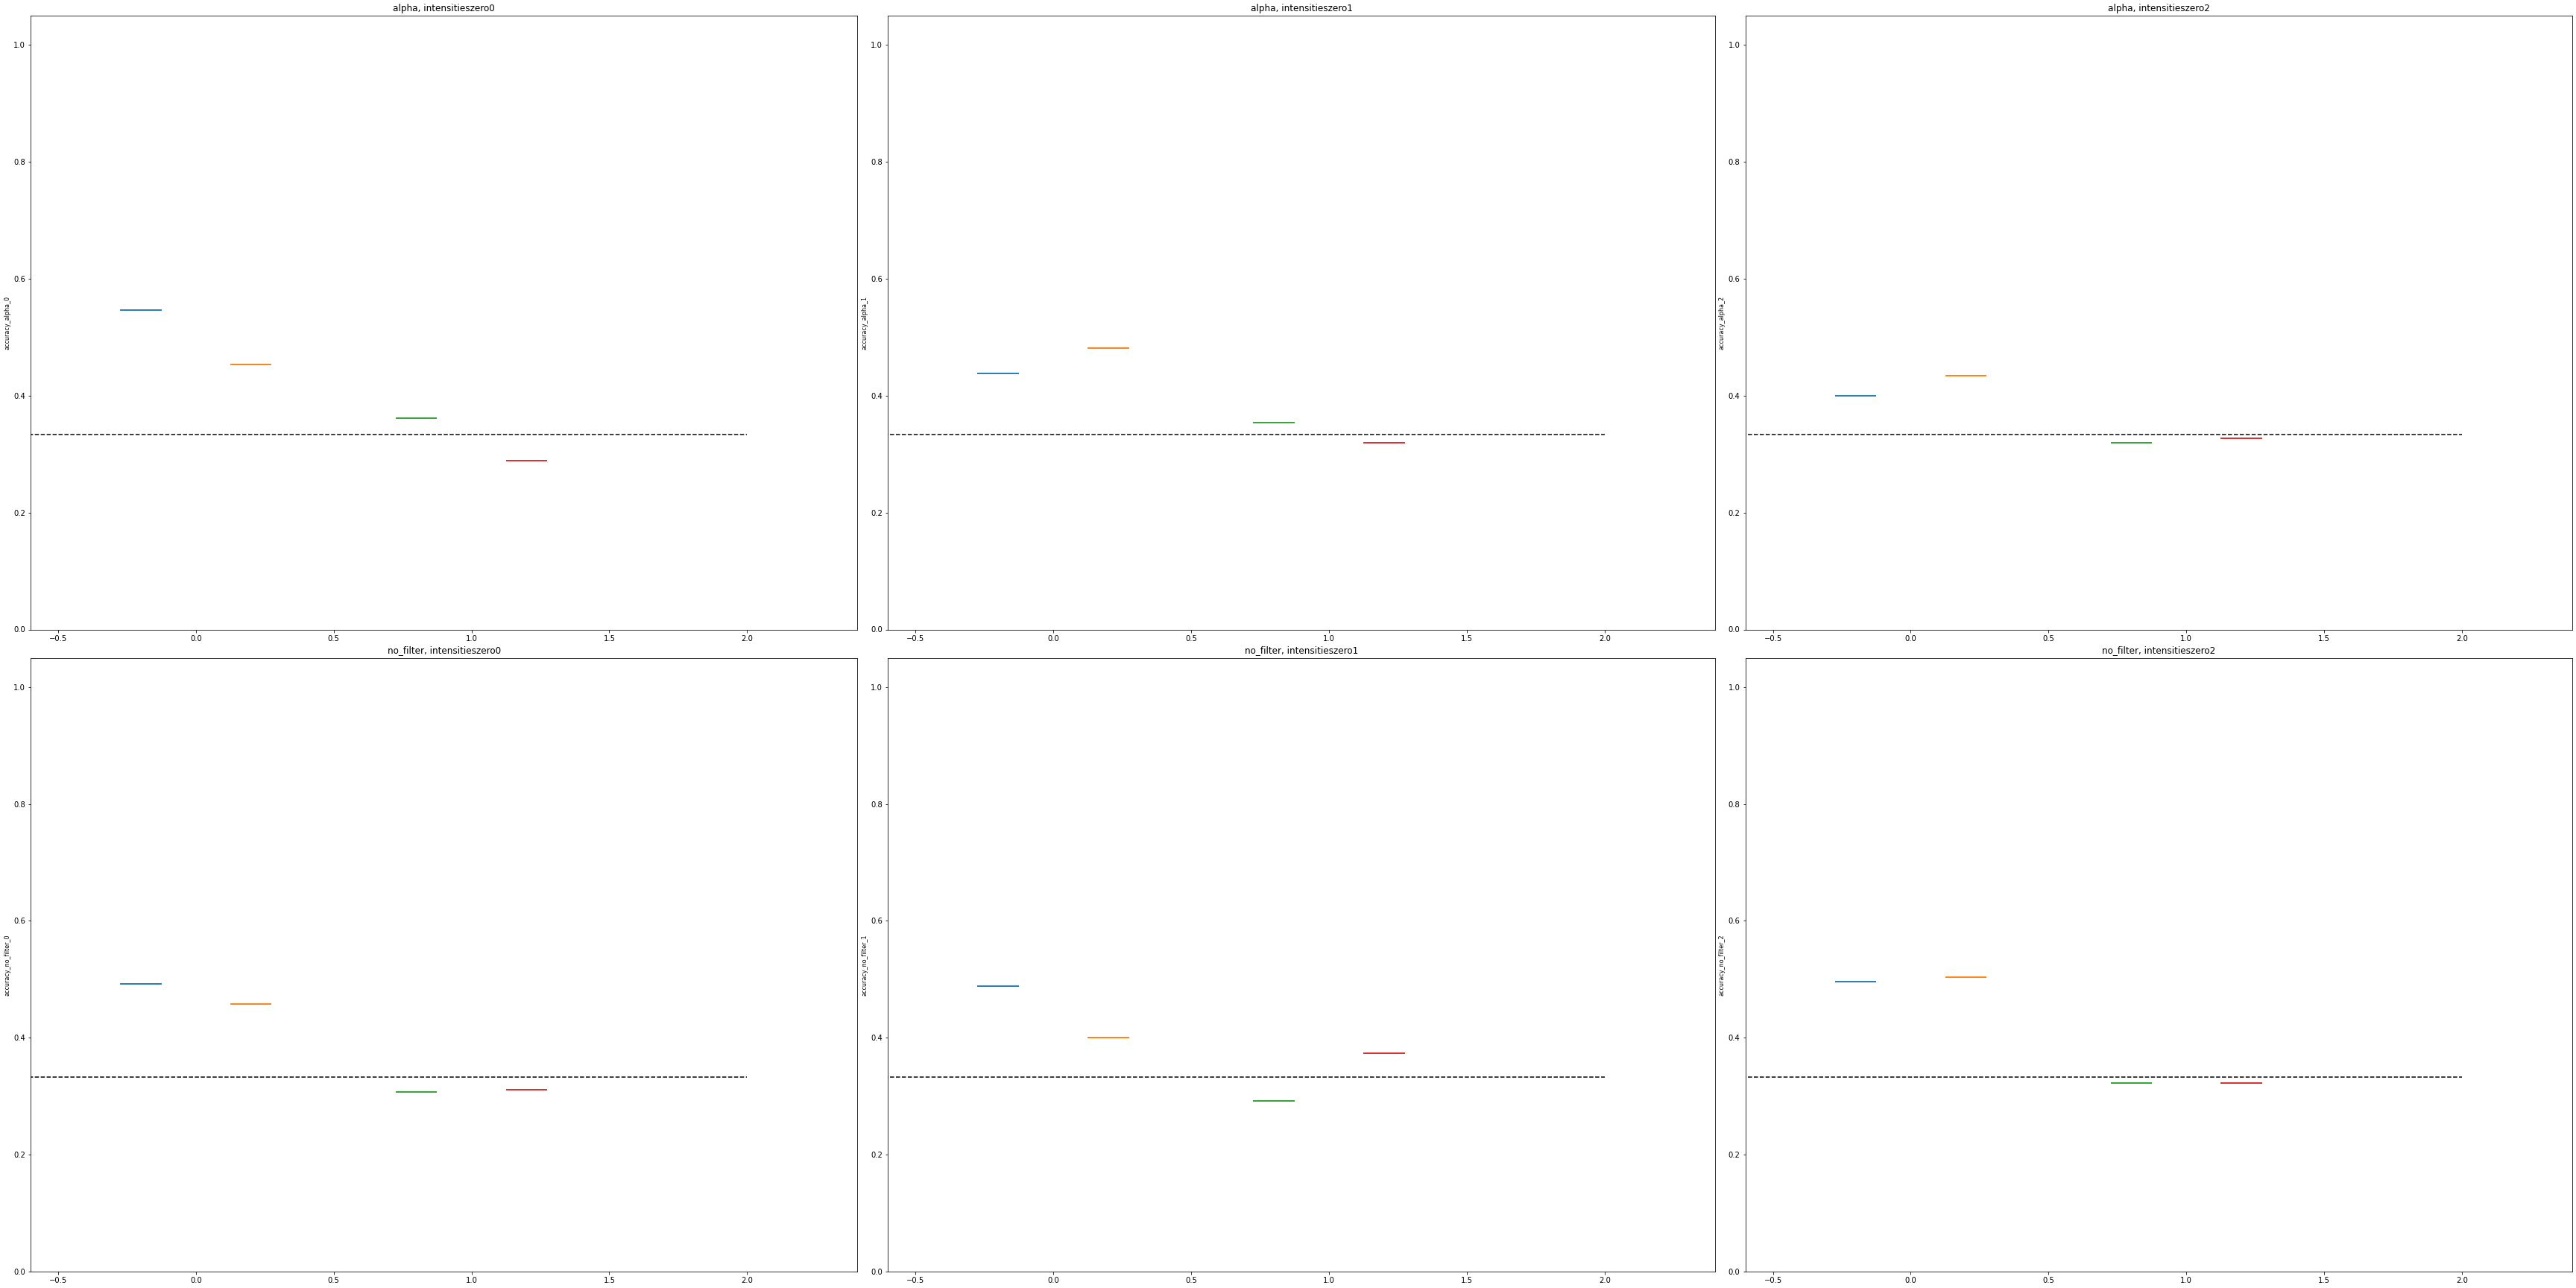 alpha, intensitieszero0
alpha, intensitieszero1
alpha, intensitieszero2
1.0
0.8
0.6
0.4
0.2
0.0
accuracy_alpha_0
−0.5 0.0 0.5 1.0 1.5 2.0
1.0
0.8
0.6
0.4
0.2
0.0
accuracy_alpha_1
−0.5 0.0 0.5 1.0 1.5 2.0
1.0
0.8
0.6
0.4
0.2
0.0
accuracy_alpha_2
−0.5 0.0 0.5 1.0 1.5 2.0
no_filter, intensitieszero0
no_filter, intensitieszero1
no_filter, intensitieszero2
1.0
0.8
0.6
0.4
0.2
0.0
accuracy_no_filter_0
−0.5 0.0 0.5 1.0 1.5 2.0
1.0
0.8
0.6
0.4
0.2
0.0
accuracy_no_filter_1
−0.5 0.0 0.5 1.0 1.5 2.0
1.0
0.8
0.6
0.4
0.2
0.0
accuracy_no_filter_2
−0.5 0.0 0.5 1.0 1.5 2.0